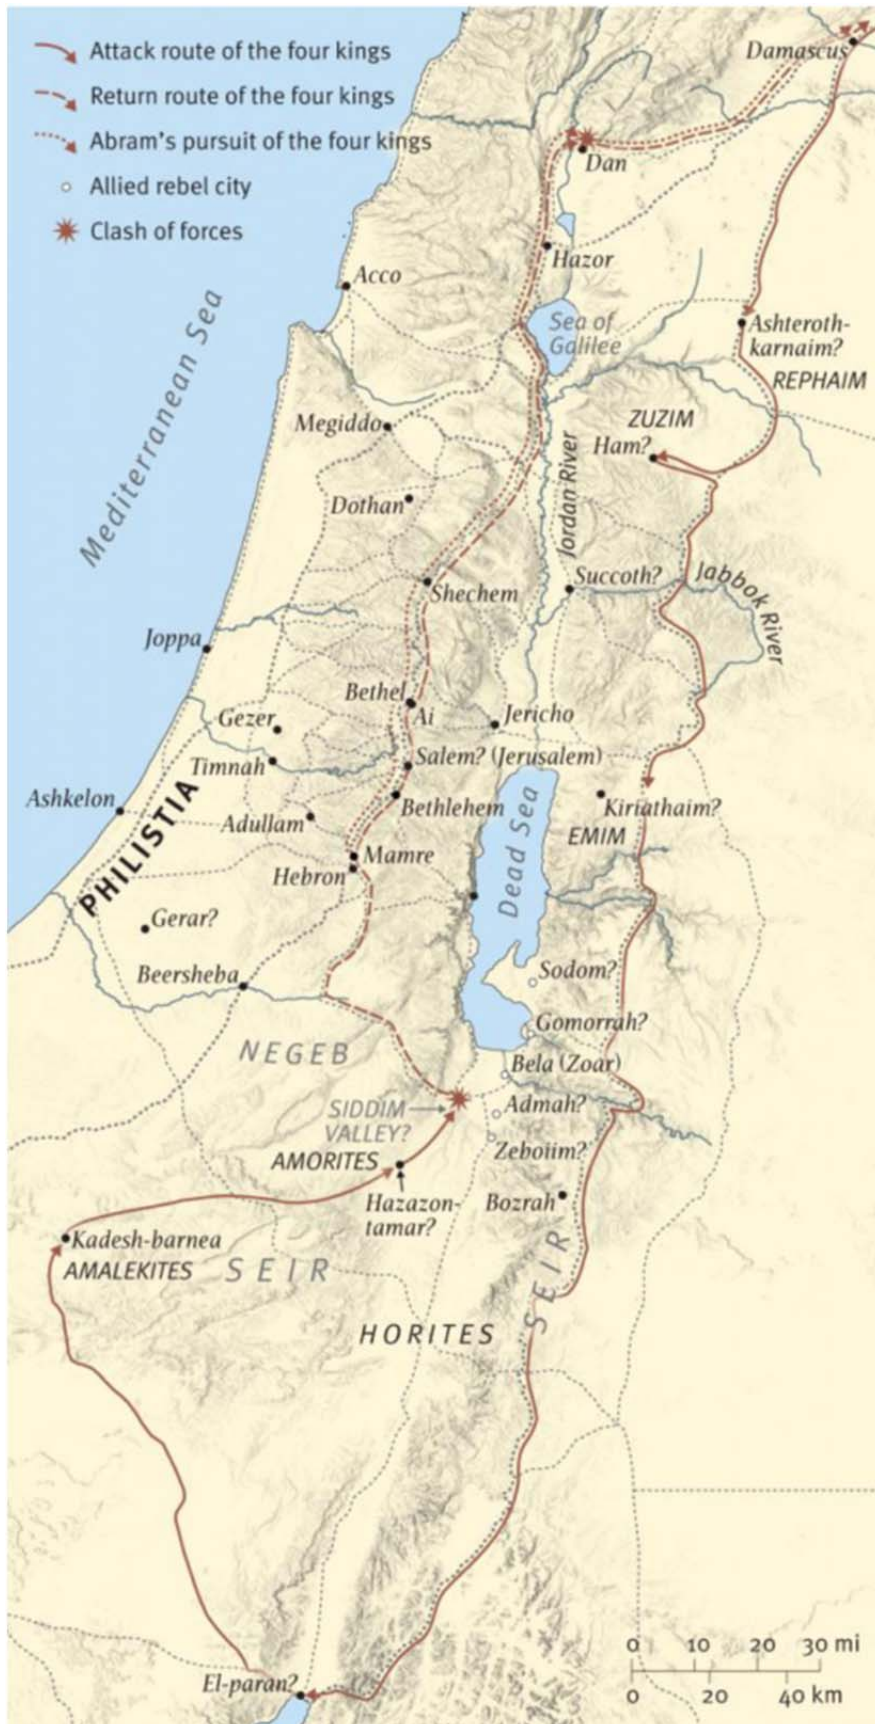 Attack route of the four kings
Return route of the four kings
Abram's pursuit of the four kings
Allied rebel city
Clash of forces
Damascus
Dan
Hazor
Acco
Sea of
Galilee
Ashteroth-
karnaim?
REPHAIM
Mediterranean Sea
Megiddo
ZUZIM
Ham?
Jordan River
Dothan
Shechem
Succoth?
Jabbok River
Joppa
Bethel
Ai
Jericho
Gezer
Timnah
Salem? (Jerusalem)
Ashkelon
PHILISTIA
Adullam
Bethlehem
Dead Sea
Kiriathaim?
EMIM
Mamre
Hebron
Gerar?
Beersheba
Sodom?
Gomorrah?
NEGEB
Bela (Zoar)
SIDDIM
VALLEY?
Admah?
Zeboiim?
AMORITES
Hazazon-
tamar?
Bozrah
Kadesh-barnea
AMALEKITES
SEIR
SEIR
HORITES
El-paran?
0 10 20 30 mi
0 20 40 km